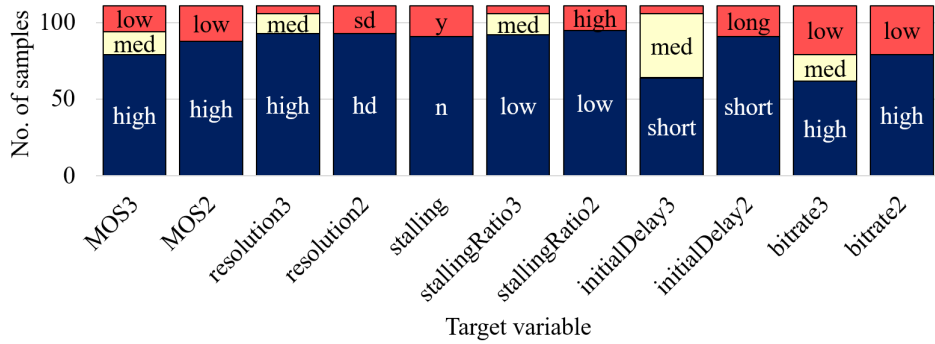 No. of samples
100
50
0
low
med
high
low
high
med
high
sd
hd
y
n
med
low
high
low
med
short
long
short
low
med
high
low
high
MOS3
MOS2
resolution3
resolution2
stalling
stallingRatio3
stallingRatio2
initialDelay3
initialDelay2
bitrate3
bitrate2
Target variable